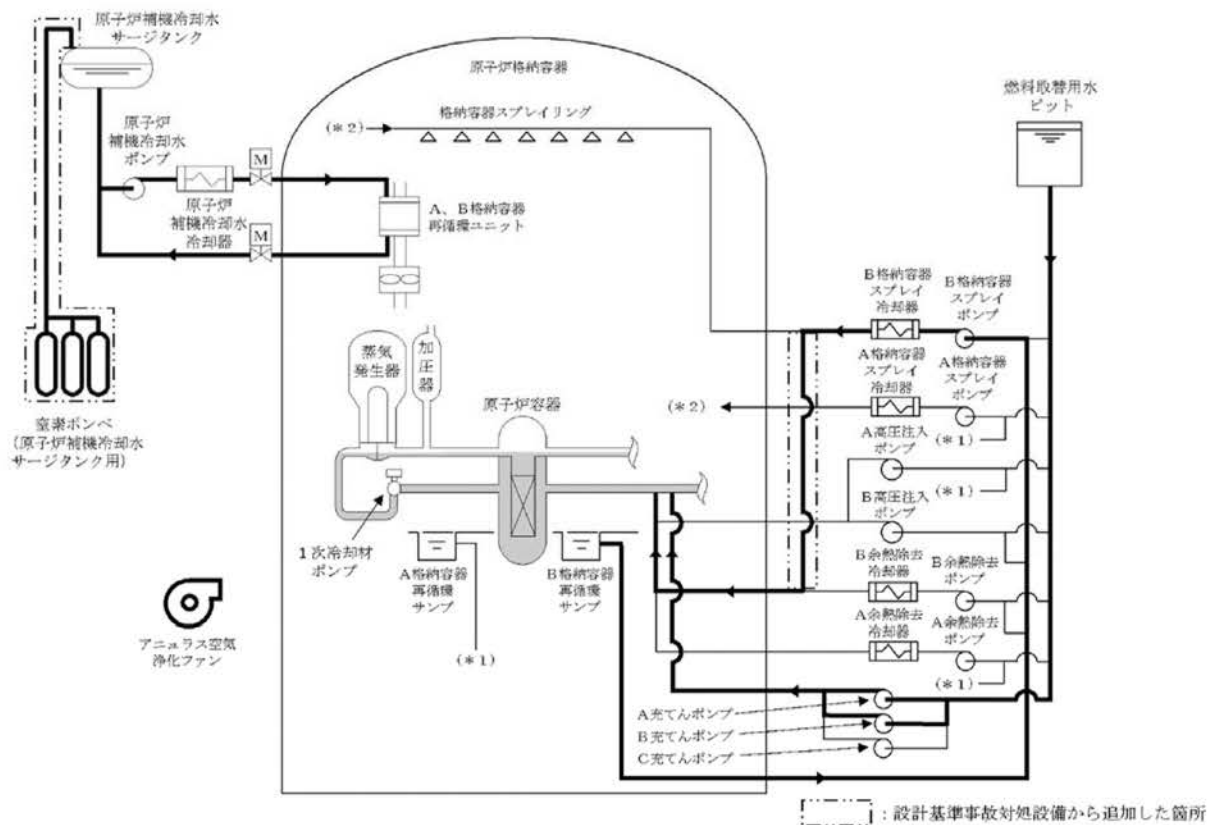 原子炉補機冷却水
サージタンク
原子炉格納容器
燃料取替用水
ピット
格納容器スプレイリング
(*2)
原子炉
補機冷却水
ポンプ
M
原子炉
補機冷却水
冷却器
M
A、B格納容器
再循環ユニット
B格納容器
スプレイ
冷却器
B格納容器
スプレイ
ポンプ
A格納容器
スプレイ
冷却器
A格納容器
スプレイ
ポンプ
蒸気
発生器
加
圧
器
原子炉容器
(*2)
(*1)
窒素ボンベ
(原子炉補機冷却水
サージタンク用)
A高圧注入
ポンプ
(*1)
B高圧注入
ポンプ
1次冷却材
ポンプ
A格納容器
再循環
サンプ
B格納容器
再循環
サンプ
B余熱除去
冷却器
B余熱除去
ポンプ
A余熱除去
冷却器
A余熱除去
ポンプ
アニュラス空気
浄化ファン
(*1)
(*1)
A充てんポンプ
B充てんポンプ
C充てんポンプ
:設計基準事故対処設備から追加した箇所